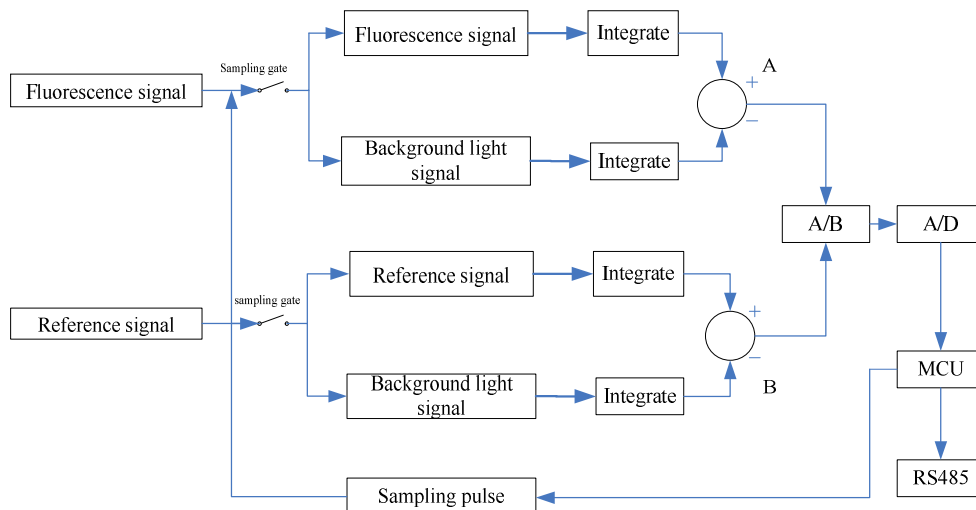 Fluorescence signal
Integrate
Sampling gate
A
+
Fluorescence signal
−
Background light
signal
Integrate
A/B
A/D
Reference signal
Integrate
sampling gate
+
Reference signal
−
MCU
Background light
signal
Integrate
B
RS485
Sampling pulse